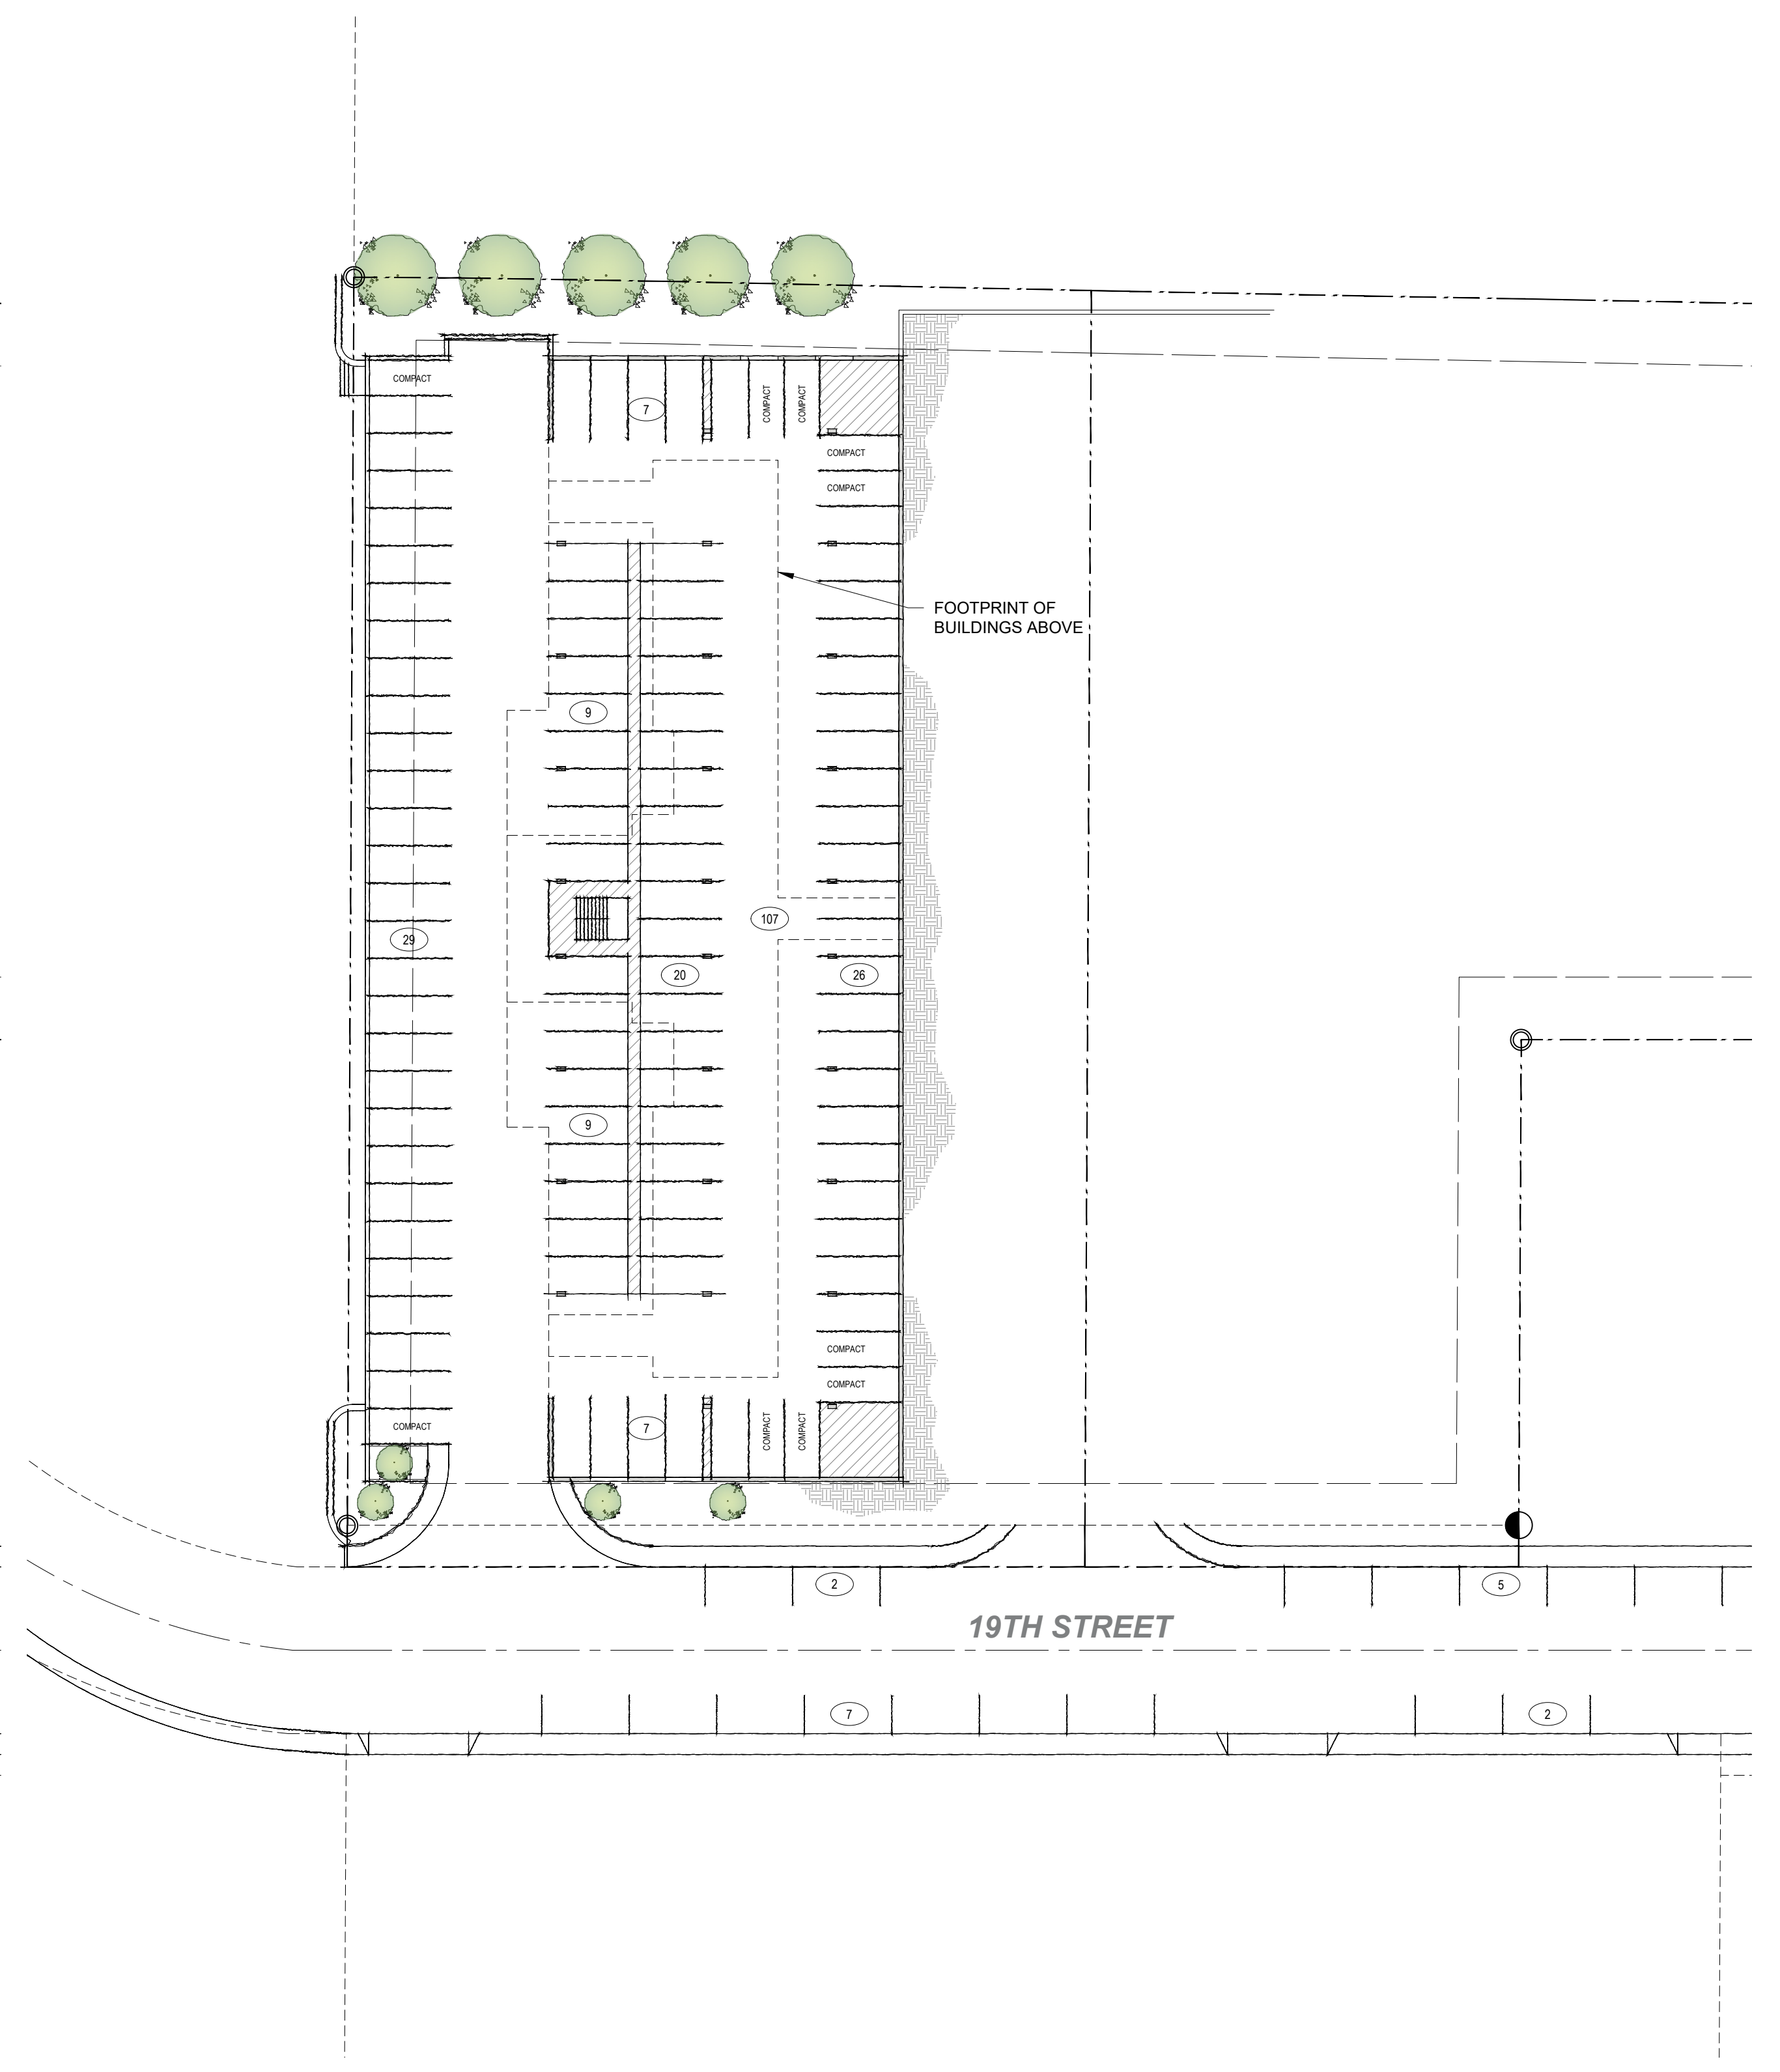 COMPACT
COMPACT
COMPACT
7
COMPACT
COMPACT
FOOTPRINT OF
BUILDINGS ABOVE
9
107
29
20
26
9
COMPACT
COMPACT
COMPACT
COMPACT
COMPACT
7
2
5
19TH STREET
7
2